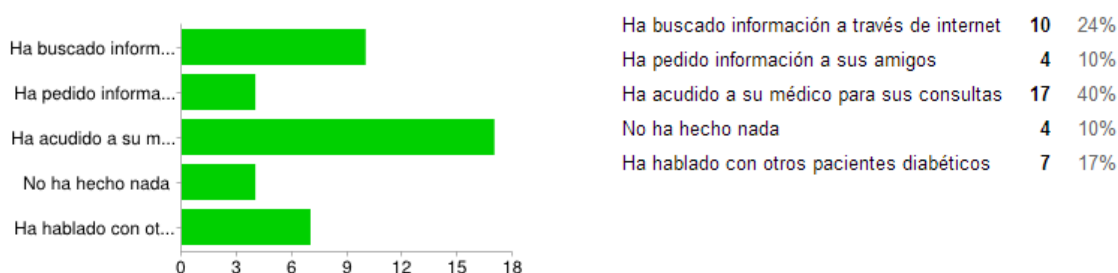 Ha buscado inform...
Ha pedido informa...
Ha acudido a su m...
No ha hecho nada
Ha hablado con ot...
0 3 6 9 12 15 18
Ha buscado información a través de internet 10 24%
Ha pedido información a sus amigos 4 10%
Ha acudido a su médico para sus consultas 17 40%
No ha hecho nada 4 10%
Ha hablado con otros pacientes diabéticos 7 17%